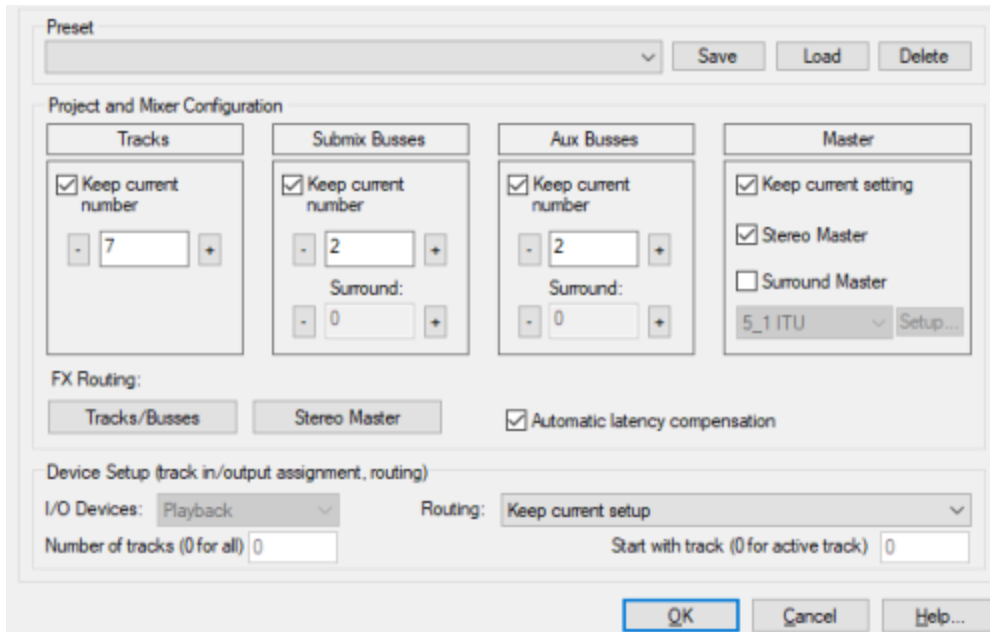 Preset
Save Load Delete
Project and Mixer Configuration
Tracks Submix Busses Aux Busses Master
Keep current number
- 7 +
Keep current number
- 2 +
Surround:
- 0 +
Keep current number
- 2 +
Surround:
- 0 +
Keep current setting
Stereo Master
Surround Master
5_1 ITU Setup...
FX Routing:
Tracks/Busses Stereo Master Automatic latency compensation
Device Setup (track in/output assignment, routing)
I/O Devices: Playback Routing: Keep current setup
Number of tracks (0 for all) 0 Start with track (0 for active track) 0
OK Cancel Help...